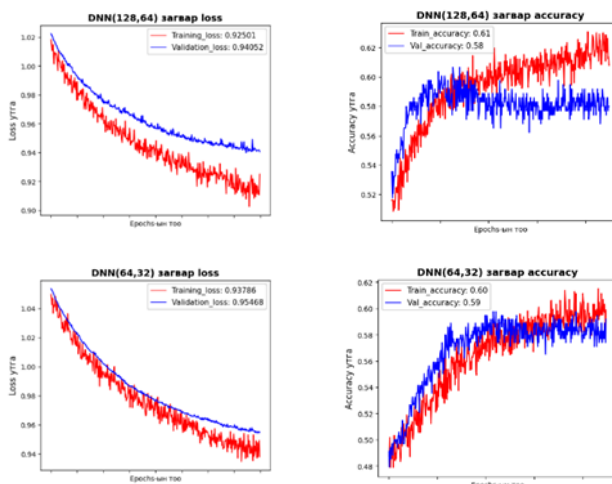 DNN(128,64) загвар loss
Training_loss: 0.92501
Validation_loss: 0.94052
1.02
1.00
0.98
0.96
0.94
0.92
0.90
Loss утга
Epochs-ын тоо
DNN(128,64) загвар accuracy
Train_accuracy: 0.61
Val_accuracy: 0.58
0.62
0.60
0.58
0.56
0.54
0.52
Accuracy утга
Epochs-ын тоо
DNN(64,32) загвар loss
Training_loss: 0.93786
Validation_loss: 0.95468
1.04
1.02
1.00
0.98
0.96
0.94
Loss утга
Epochs-ын тоо
DNN(64,32) загвар accuracy
Train_accuracy: 0.60
Val_accuracy: 0.59
0.62
0.60
0.58
0.56
0.54
0.52
0.50
0.48
Accuracy утга